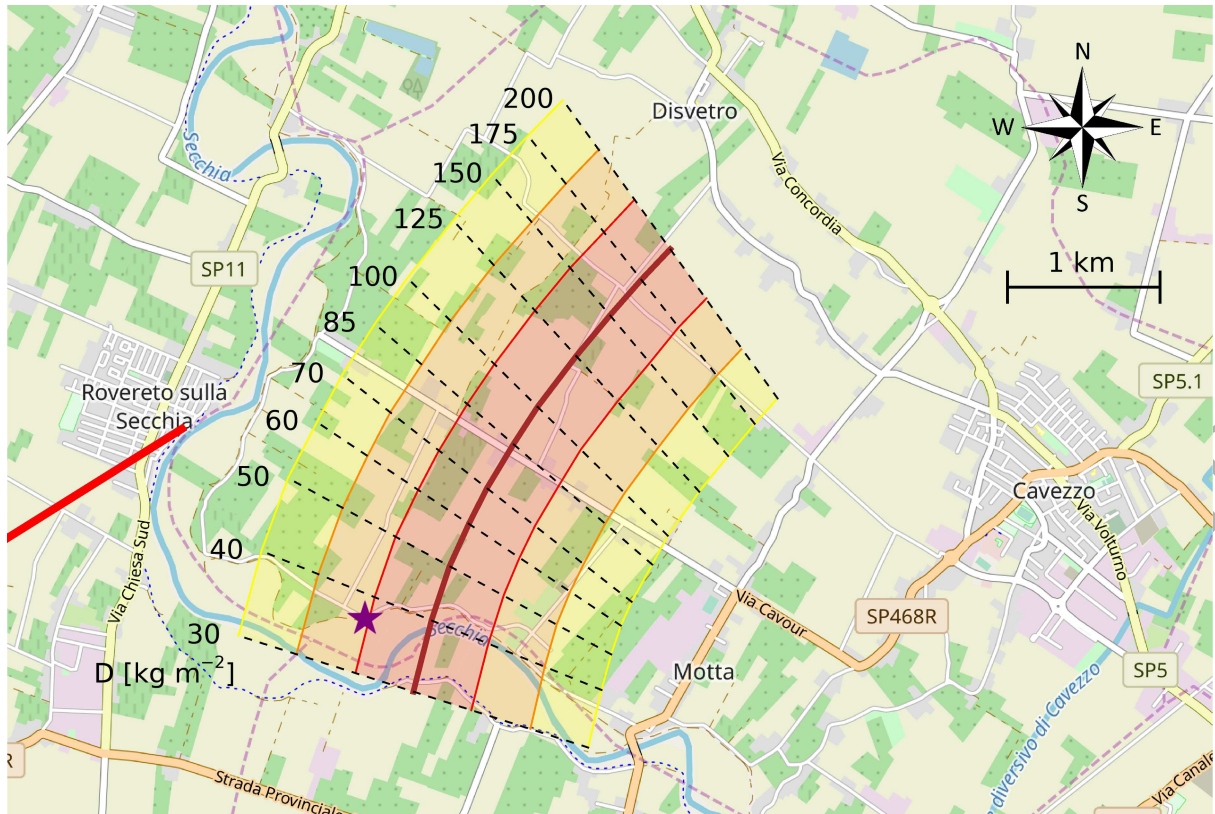 200
Disvetro
N
175
W
E
Secchia
150
Via Concordia
S
125
SP11
1 km
100
85
70
SP5.1
Rovereto sulla
Secchia
60
50
Cavezzo
Via Volturno
40
Via Chiesa Sud
Via Cavour
SP468R
30
Secchia
D [kg m⁻²]
Motta
SP5
diversivo di Cavezzo
R
Strada Provinciale
Via Canale